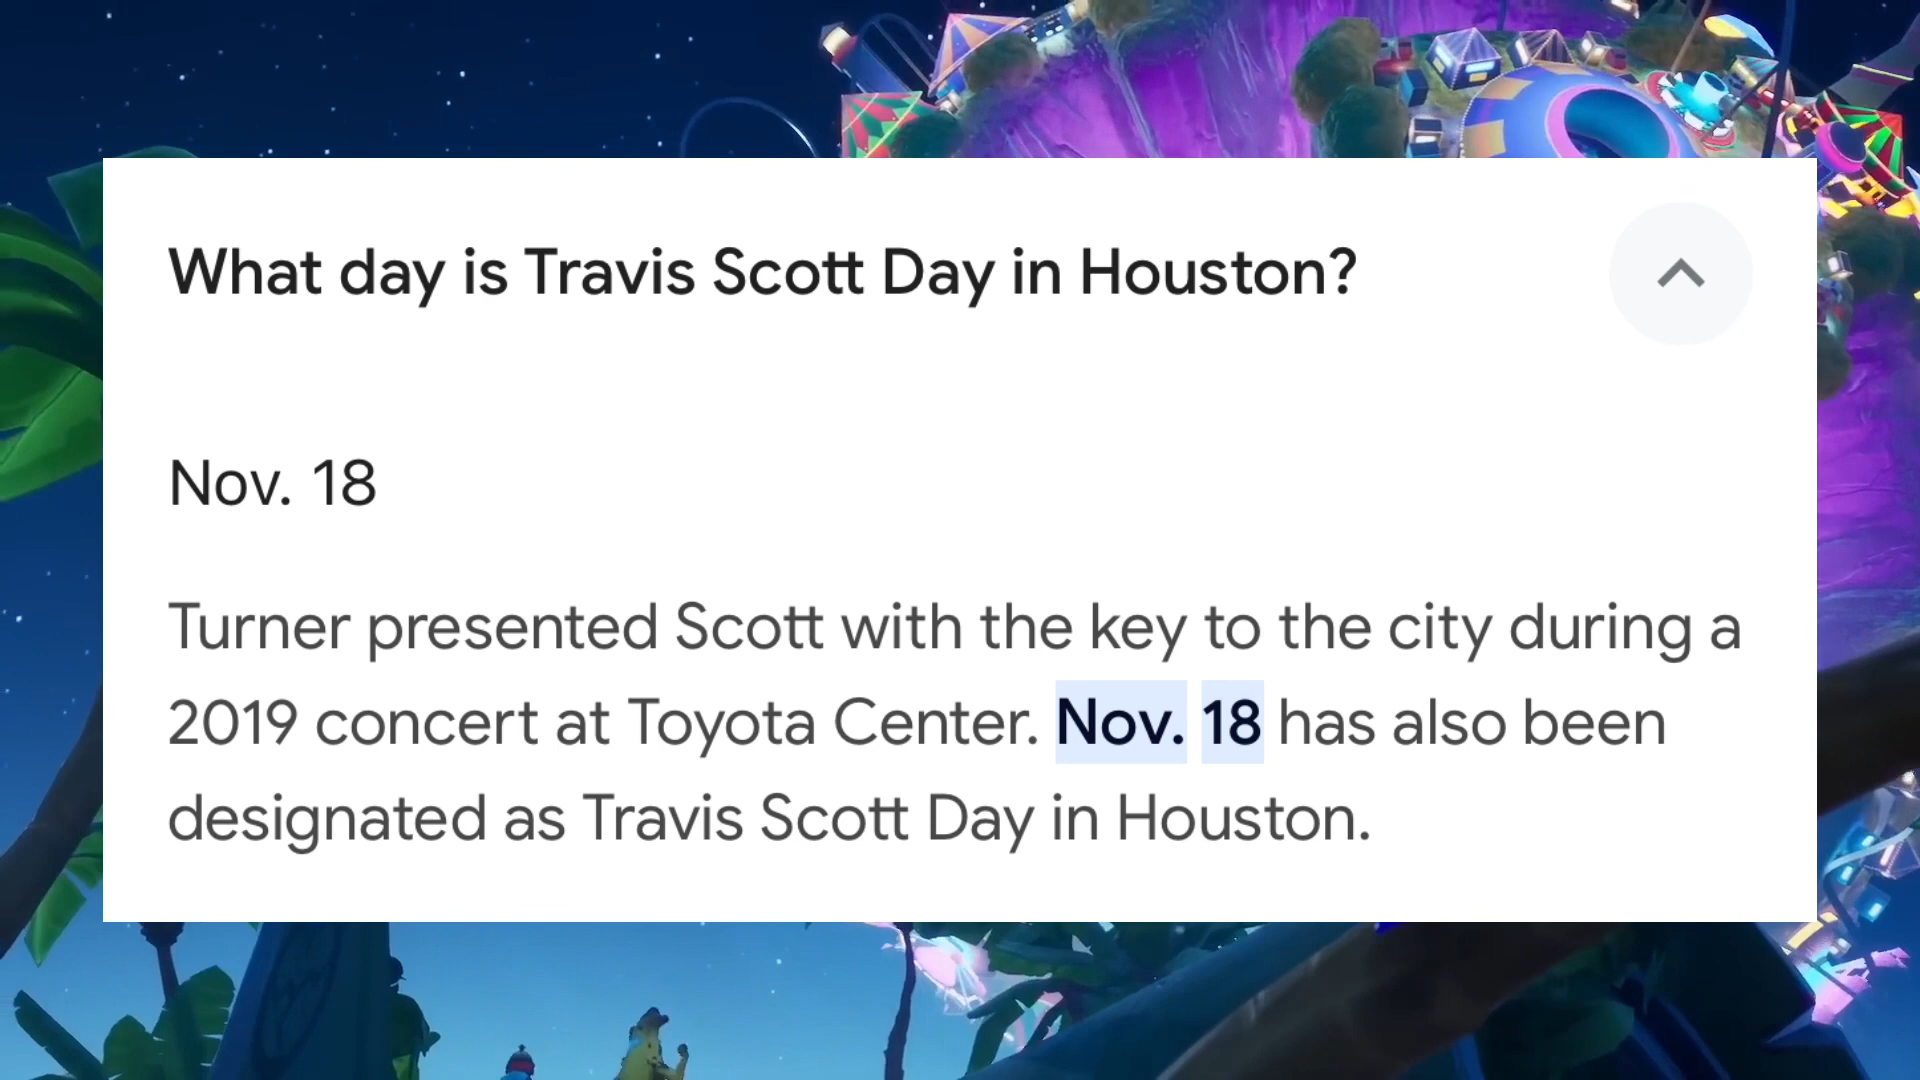 What day is Travis Scott Day in Houston?
Nov. 18
Turner presented Scott with the key to the city during a
2019 concert at Toyota Center. Nov. 18 has also been
designated as Travis Scott Day in Houston.